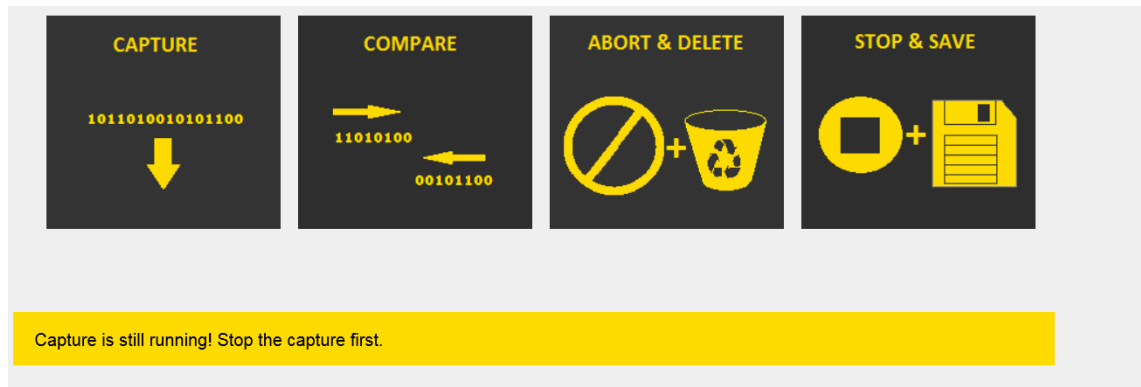 CAPTURE
1011010010101100
COMPARE
11010100
00101100
ABORT & DELETE
+
STOP & SAVE
+
Capture is still running! Stop the capture first.